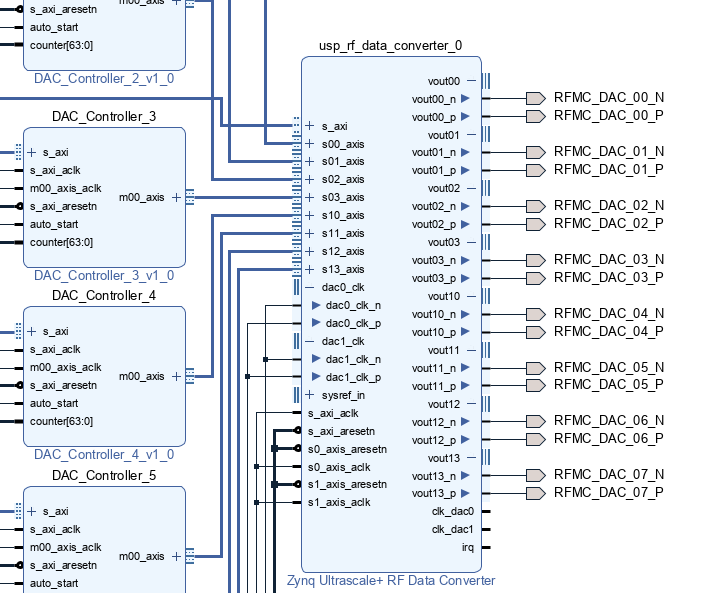 m00_axis
s_axi_aresetn
auto_start
counter[63:0]
DAC_Controller_2_v1_0
DAC_Controller_3
s_axi
s_axi_aclk
m00_axis_aclk
m00_axis
s_axi_aresetn
auto_start
counter[63:0]
DAC_Controller_3_v1_0
DAC_Controller_4
s_axi
s_axi_aclk
m00_axis_aclk
m00_axis
s_axi_aresetn
auto_start
counter[63:0]
DAC_Controller_4_v1_0
DAC_Controller_5
s_axi
s_axi_aclk
m00_axis_aclk
m00_axis
s_axi_aresetn
auto_start
usp_rf_data_converter_0
s_axi
s00_axis
s01_axis
s02_axis
s03_axis
s10_axis
s11_axis
s12_axis
s13_axis
dac0_clk
dac0_clk_n
dac0_clk_p
dac1_clk
dac1_clk_n
dac1_clk_p
sysref_in
s_axi_aclk
s_axi_aresetn
s0_axis_aresetn
s0_axis_aclk
s1_axis_aresetn
s1_axis_aclk
vout00
vout00_n
vout00_p
vout01
vout01_n
vout01_p
vout02
vout02_n
vout02_p
vout03
vout03_n
vout03_p
vout10
vout10_n
vout10_p
vout11
vout11_n
vout11_p
vout12
vout12_n
vout12_p
vout13
vout13_n
vout13_p
clk_dac0
clk_dac1
irq
Zynq Ultrascale+ RF Data Converter
RFMC_DAC_00_N
RFMC_DAC_00_P
RFMC_DAC_01_N
RFMC_DAC_01_P
RFMC_DAC_02_N
RFMC_DAC_02_P
RFMC_DAC_03_N
RFMC_DAC_03_P
RFMC_DAC_04_N
RFMC_DAC_04_P
RFMC_DAC_05_N
RFMC_DAC_05_P
RFMC_DAC_06_N
RFMC_DAC_06_P
RFMC_DAC_07_N
RFMC_DAC_07_P